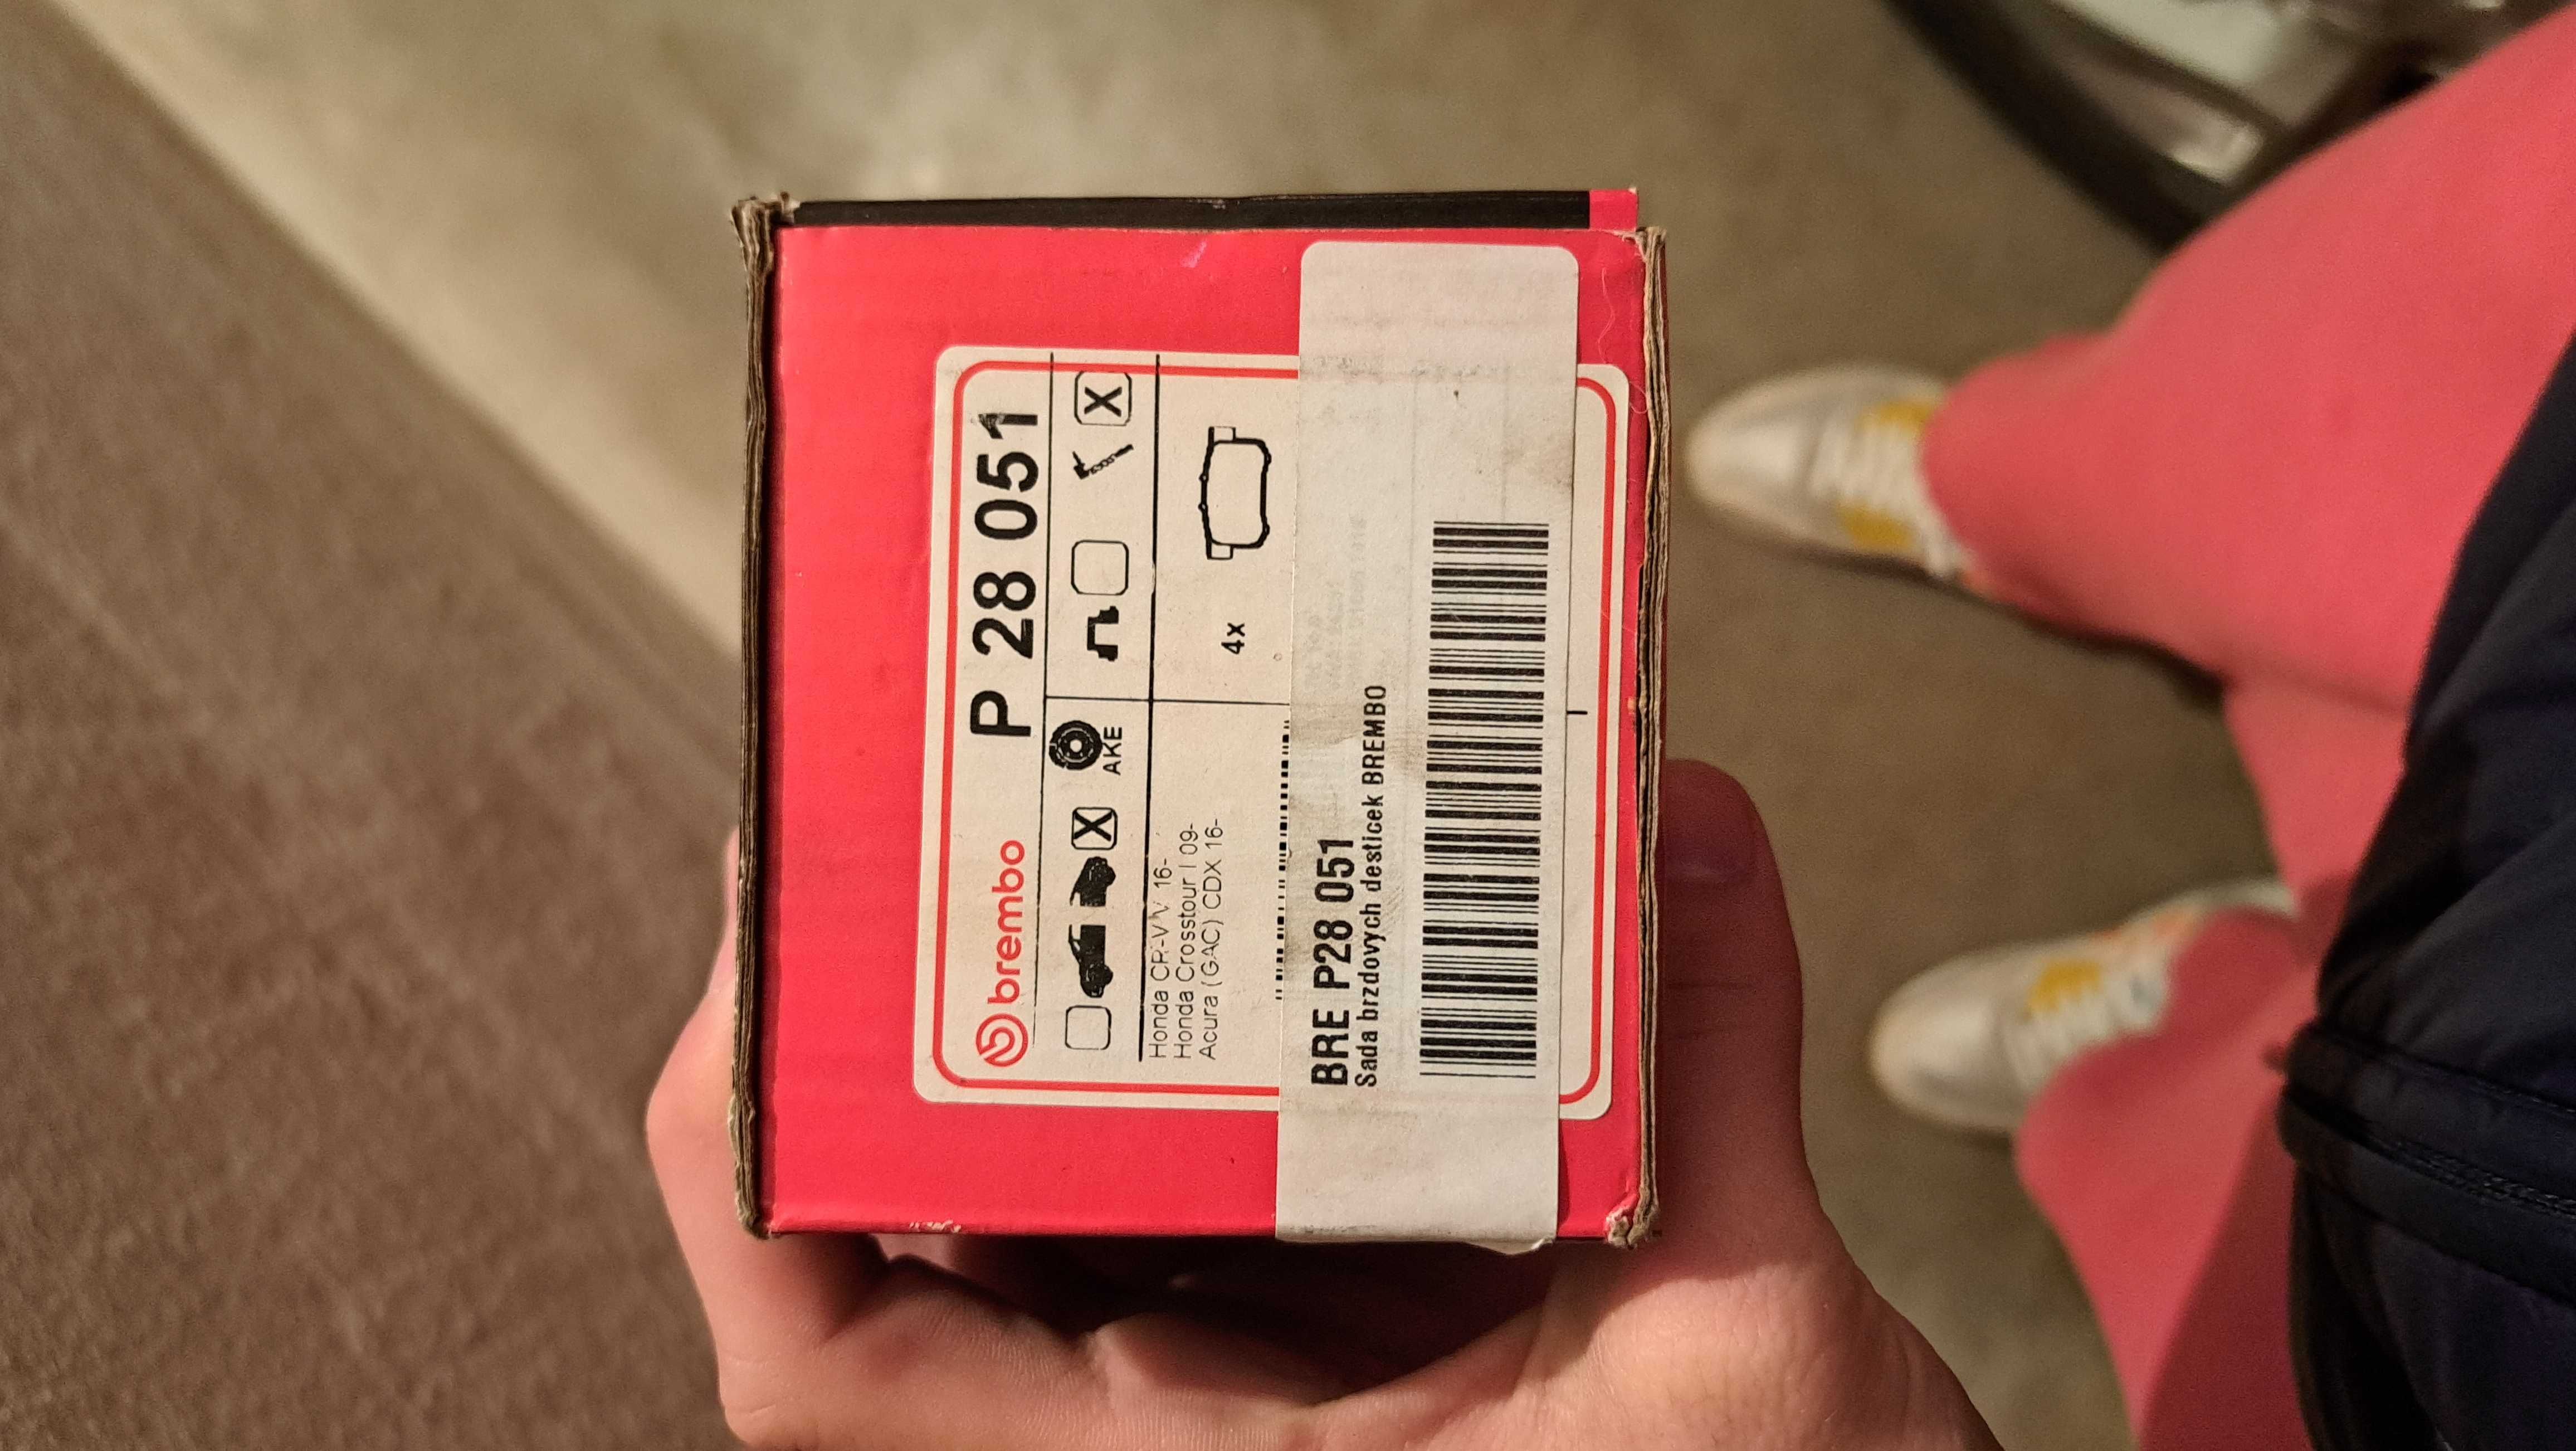 brembo P 28 051
X AKE X
Honda CR-V V 16-
Honda Crosstour I 09-
Acura (GAC) CDX 16-
4x
BRE P28 051
Sada brzdovych desticek BREMBO